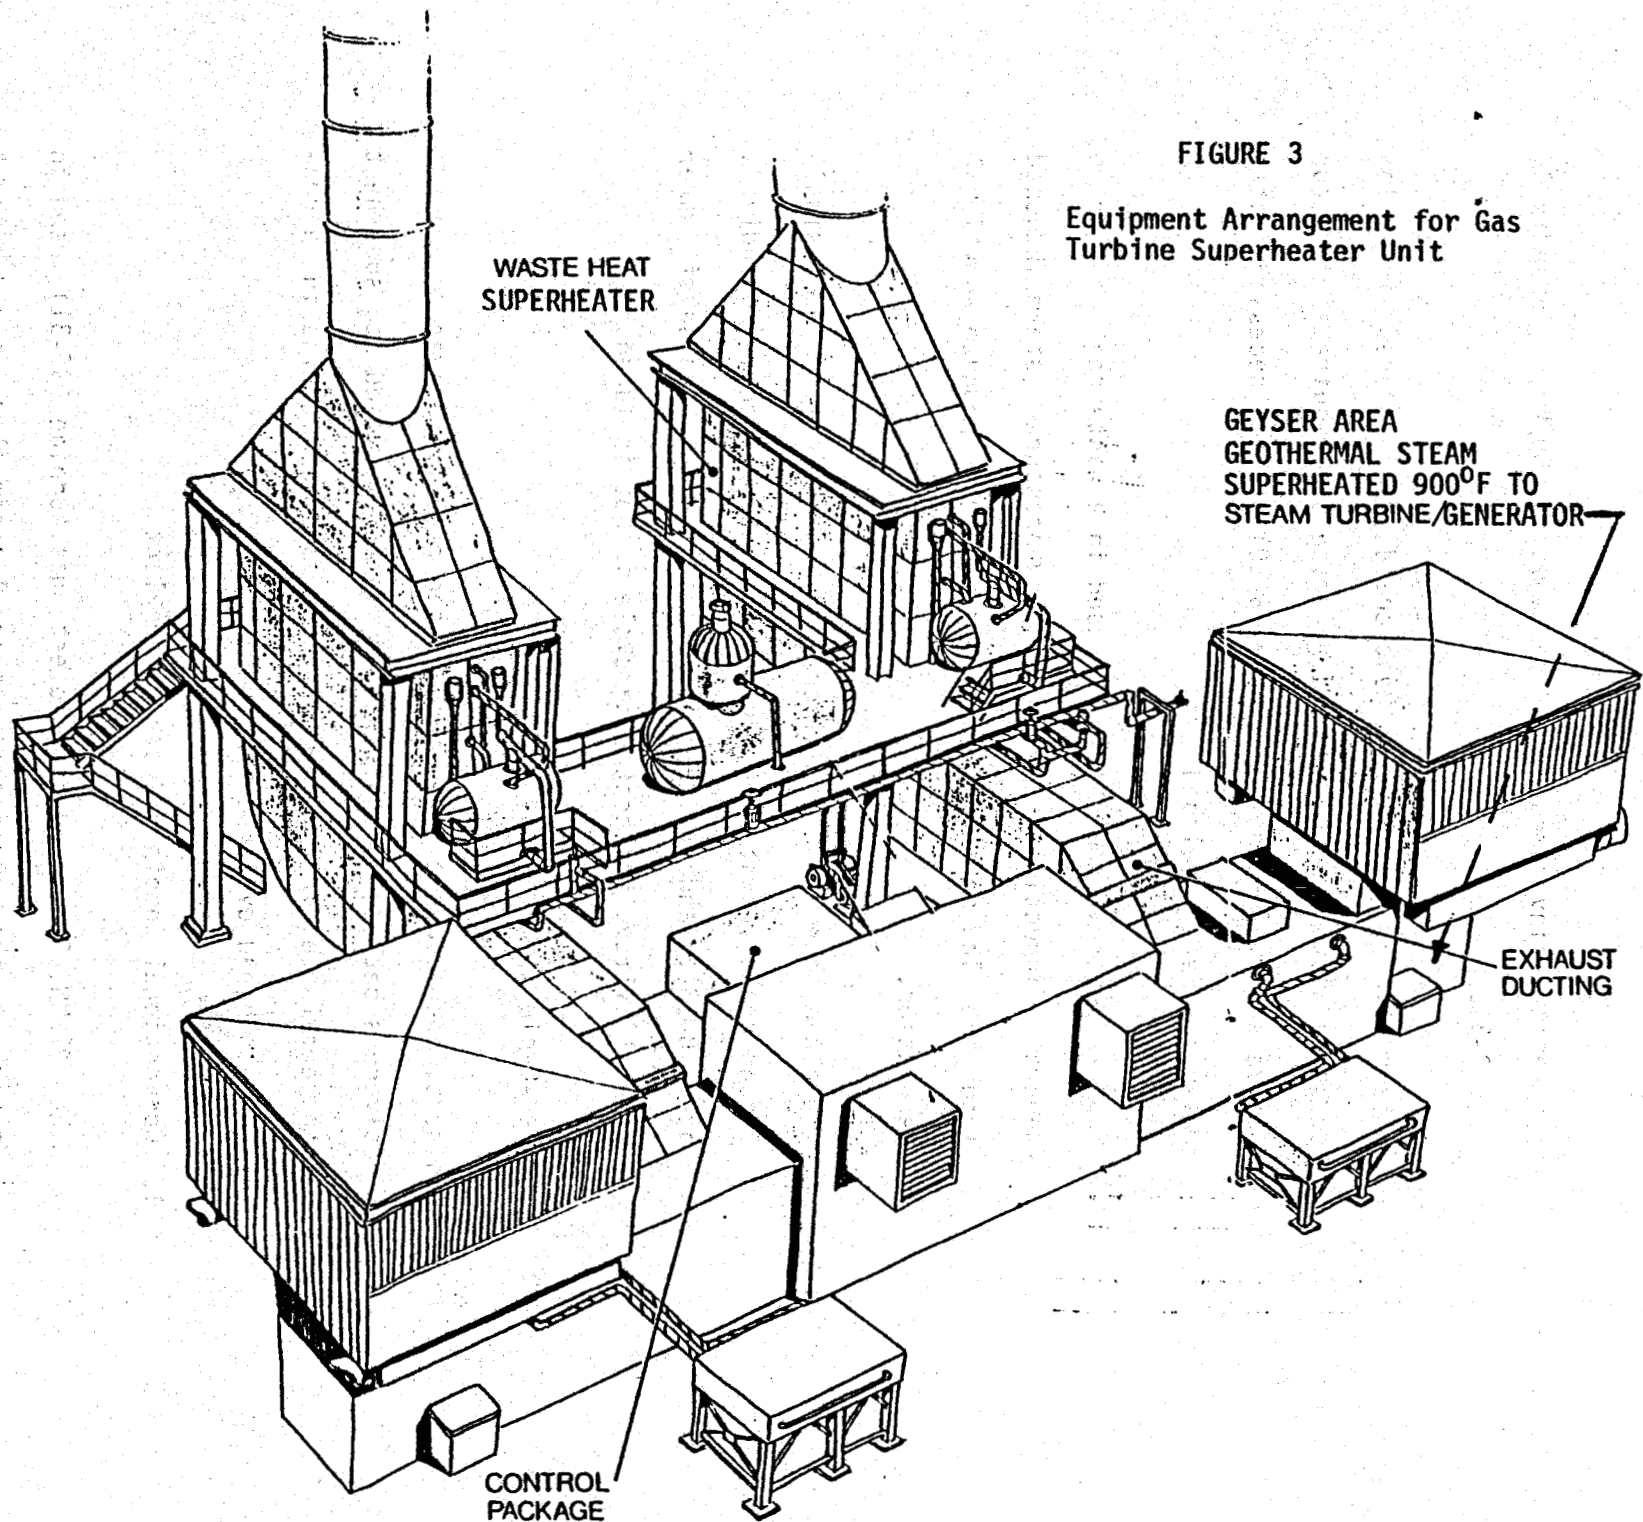 FIGURE 3
Equipment Arrangement for Gas
Turbine Superheater Unit
WASTE HEAT
SUPERHEATER
GEYSER AREA
GEOTHERMAL STEAM
SUPERHEATED 900°F TO
STEAM TURBINE/GENERATOR
EXHAUST
DUCTING
CONTROL
PACKAGE